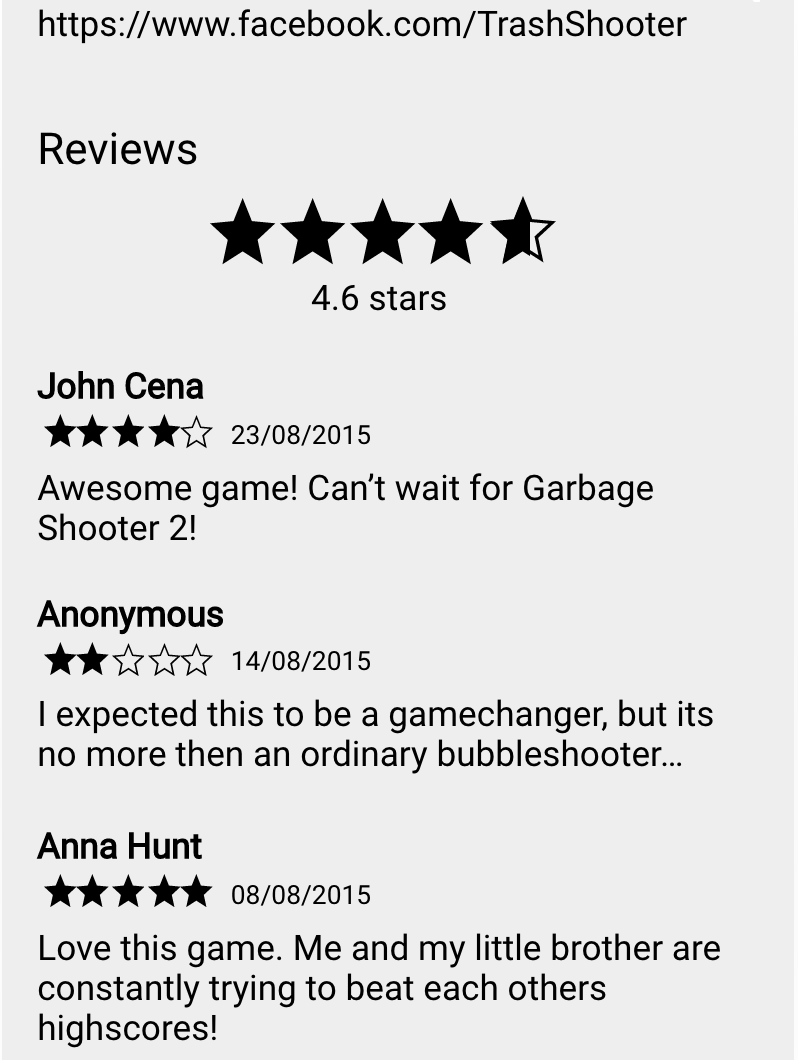 https://www.facebook.com/TrashShooter
Reviews
4.6 stars
John Cena
23/08/2015
Awesome game! Can’t wait for Garbage
Shooter 2!
Anonymous
14/08/2015
I expected this to be a gamechanger, but its
no more then an ordinary bubbleshooter...
Anna Hunt
08/08/2015
Love this game. Me and my little brother are
constantly trying to beat each others
highscores!